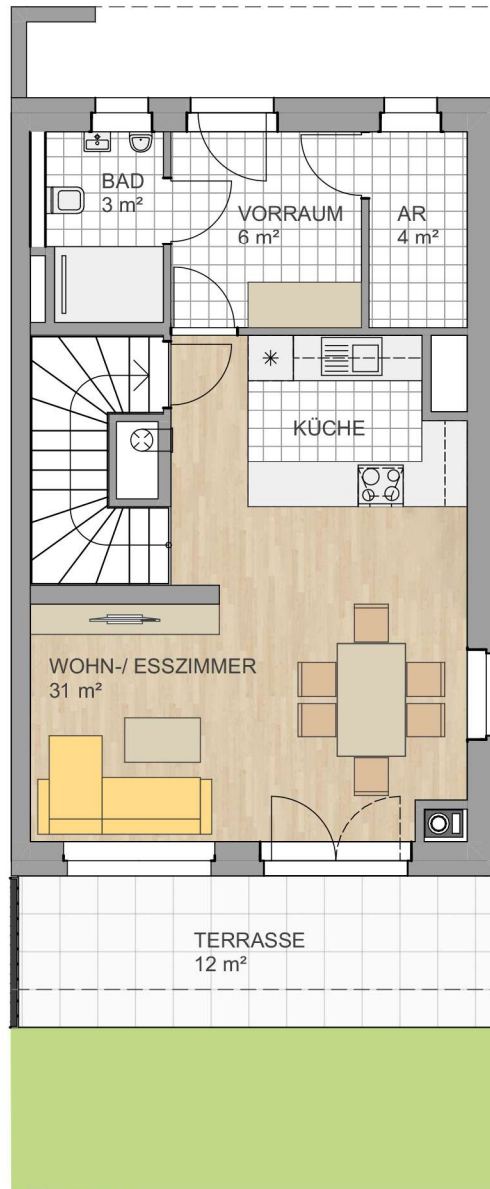 BAD
3 m²
VORRAUM
6 m²
AR
4 m²
KÜCHE
WOHN-/ ESSZIMMER
31 m²
TERRASSE
12 m²